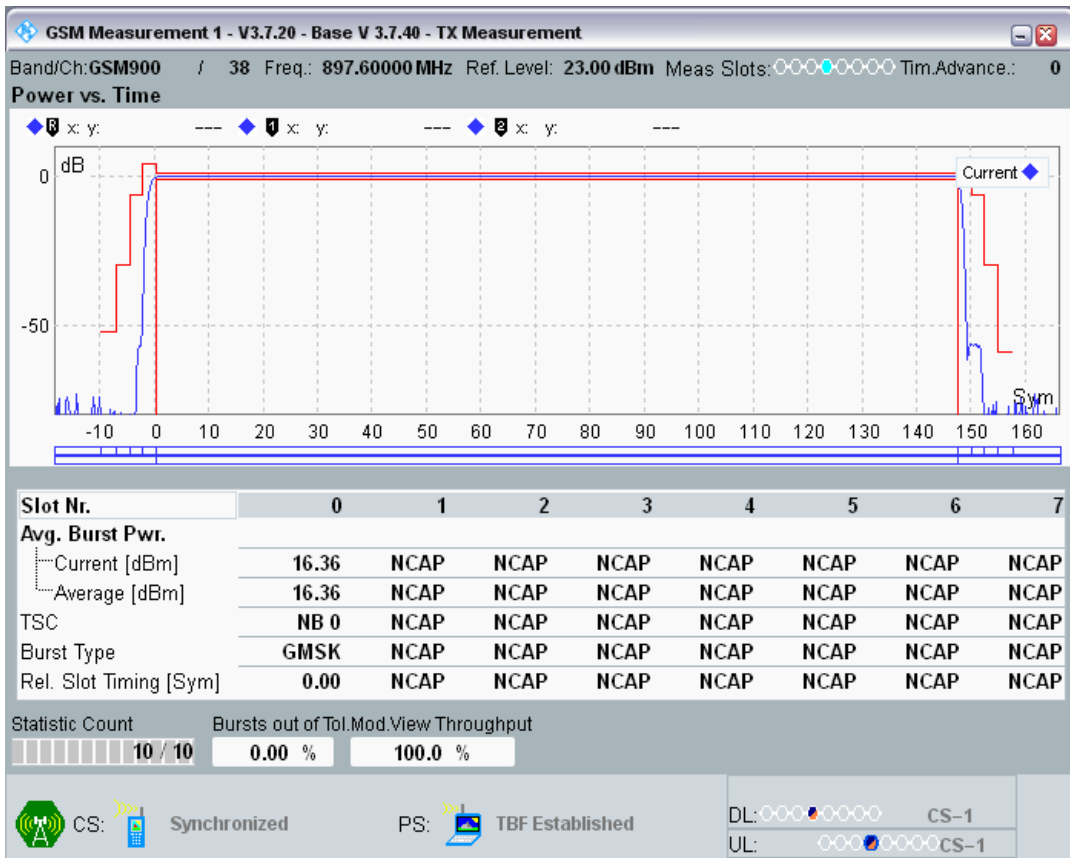 GSM Measurement 1 - V3.7.20 - Base V 3.7.40 - TX Measurement
Band/Ch:GSM900 / 38 Freq.: 897.60000 MHz Ref. Level: 23.00 dBm Meas Slots: Tim.Advance.: 0
Power vs. Time
R x: y: --- 1 x: y: --- 2 x: y: ---
dB
Current
0
-50
Sym
-10 0 10 20 30 40 50 60 70 80 90 100 110 120 130 140 150 160
Slot Nr. 0 1 2 3 4 5 6 7
Avg. Burst Pwr.
Current [dBm] 16.36 NCAP NCAP NCAP NCAP NCAP NCAP NCAP
Average [dBm] 16.36 NCAP NCAP NCAP NCAP NCAP NCAP NCAP
TSC NB 0 NCAP NCAP NCAP NCAP NCAP NCAP NCAP
Burst Type GMSK NCAP NCAP NCAP NCAP NCAP NCAP NCAP
Rel. Slot Timing [Sym] 0.00 NCAP NCAP NCAP NCAP NCAP NCAP NCAP
Statistic Count Bursts out of Tol.Mod.View Throughput
10 / 10 0.00 % 100.0 %
CS: Synchronized PS: TBF Established
DL: CS-1
UL: CS-1